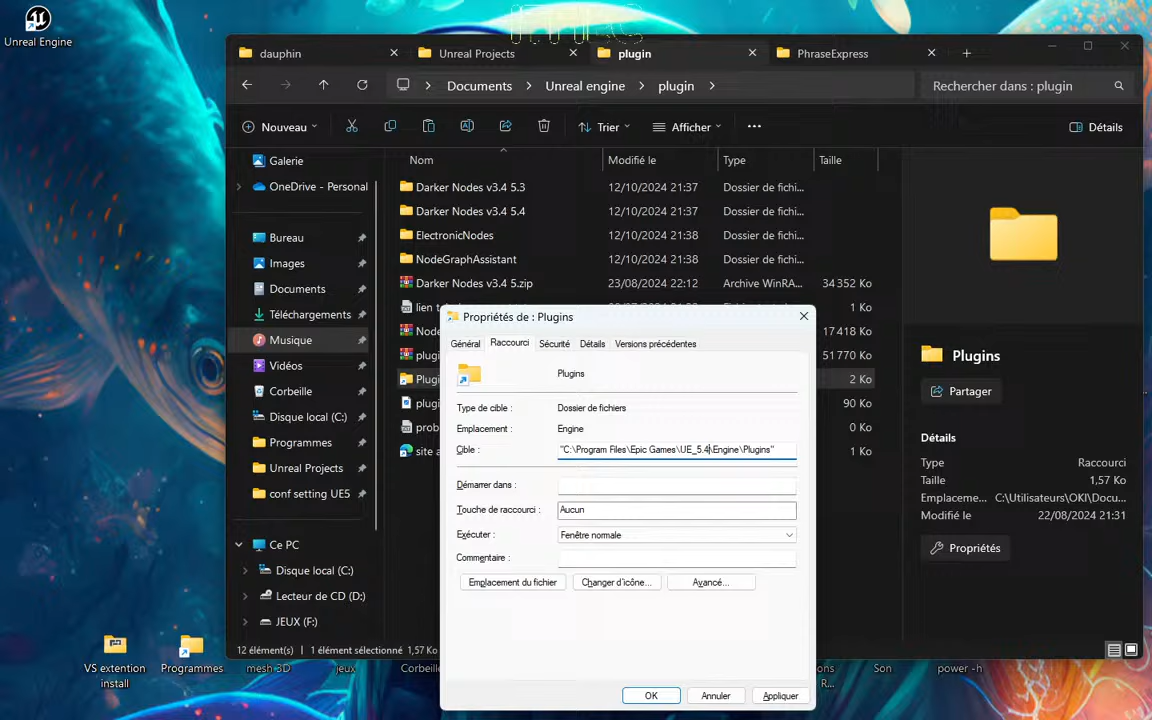 Unreal Engine
dauphin
Unreal Projects
plugin
PhraseExpress
Documents
Unreal engine
plugin
Rechercher dans : plugin
Nouveau
Trier
Afficher
Détails
Galerie
OneDrive - Personal
Bureau
Images
Documents
Téléchargements
Musique
Vidéos
Corbeille
Disque local (C:)
Programmes
Unreal Projects
conf setting UE5
Ce PC
Disque local (C:)
Lecteur de CD (D:)
JEUX (F:)
Nom Modifié le Type Taille
Darker Nodes v3.4 5.3 12/10/2024 21:37 Dossier de fichi...
Darker Nodes v3.4 5.4 12/10/2024 21:37 Dossier de fichi...
ElectronicNodes 12/10/2024 21:38 Dossier de fichi...
NodeGraphAssistant 12/10/2024 21:38 Dossier de fichi...
Darker Nodes v3.4 5.zip 23/08/2024 22:12 Archive WinRA... 34 352 Ko
lien 1 Ko
Node 17 418 Ko
plugi 51 770 Ko
Plugi 2 Ko
plugi 90 Ko
prob 0 Ko
site a 1 Ko
Propriétés de : Plugins
Général Raccourci Sécurité Détails Versions précédentes
Plugins
Type de cible : Dossier de fichiers
Emplacement : Engine
Cible : "C:\Program Files\Epic Games\UE_5.4\Engine\Plugins"
Démarrer dans :
Touche de raccourci : Aucun
Exécuter : Fenêtre normale
Commentaire :
Emplacement du fichier Changer d'icône... Avancé...
OK Annuler Appliquer
Plugins
Partager
Détails
Type Raccourci
Taille 1,57 Ko
Emplaceme... C:\Utilisateurs\OKI\Docu...
Modifié le 22/08/2024 21:31
Propriétés
12 élément(s) 1 élément sélectionné 1,57 Ko
VS extention
install
Programmes
mesh 3D
jeux
Corbeille
ons
R...
Son
power -h